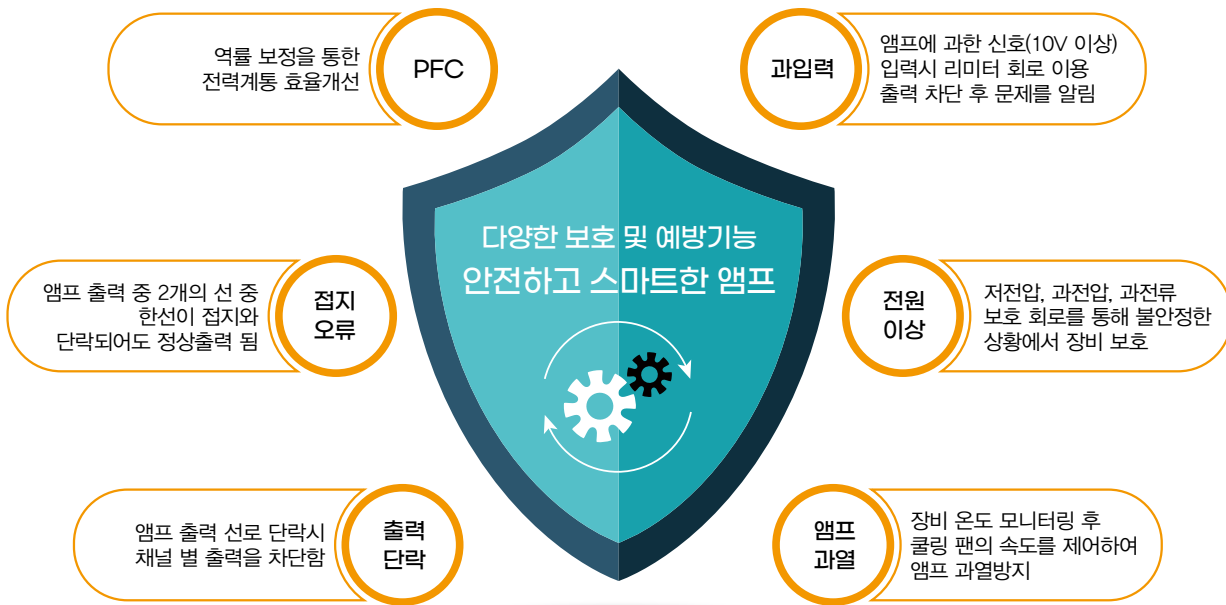 역률 보정을 통한
전력계통 효율개선
PFC
과입력
앰프에 과한 신호(10V 이상)
입력시 리미터 회로 이용
출력 차단 후 문제를 알림
다양한 보호 및 예방기능
안전하고 스마트한 앰프
앰프 출력 중 2개의 선 중
한선이 접지와
단락되어도 정상출력 됨
접지
오류
전원
이상
저전압, 과전압, 과전류
보호 회로를 통해 불안정한
상황에서 장비 보호
앰프 출력 선로 단락시
채널 별 출력을 차단함
출력
단락
앰프
과열
장비 온도 모니터링 후
쿨링 팬의 속도를 제어하여
앰프 과열방지